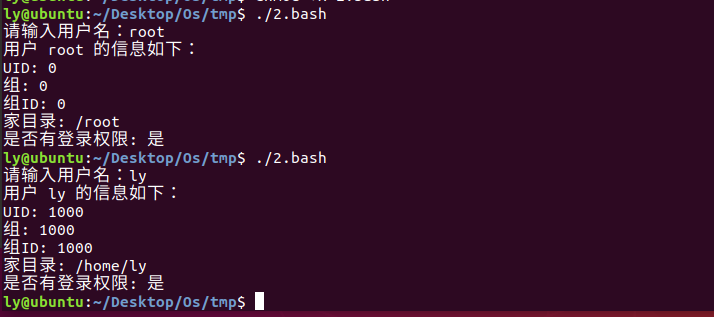 ly@ubuntu:~/Desktop/Os/tmp$ ./2.bash
请输入用户名：root
用户 root 的信息如下：
UID: 0
组: 0
组ID: 0
家目录: /root
是否有登录权限: 是
ly@ubuntu:~/Desktop/Os/tmp$ ./2.bash
请输入用户名：ly
用户 ly 的信息如下：
UID: 1000
组: 1000
组ID: 1000
家目录: /home/ly
是否有登录权限: 是
ly@ubuntu:~/Desktop/Os/tmp$